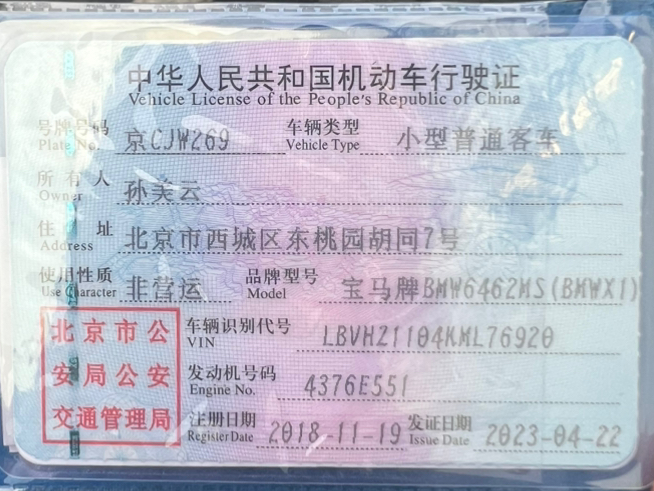 中华人民共和国机动车行驶证
Vehicle License of the People's Republic of China
号牌号码 Plate No. 京CJW269 车辆类型 Vehicle Type 小型普通客车
所有人 Owner 孙美云
住址 Address 北京市西城区东桃园胡同7号
使用性质 Use Character 非营运 品牌型号 Model 宝马牌BMW6462MS(BMWX1)
北京市公安局公安交通管理局
车辆识别代号 VIN LBVHZ1104KML76920
发动机号码 Engine No. 4376E551
注册日期 Register Date 2018-11-19 发证日期 Issue Date 2023-04-22